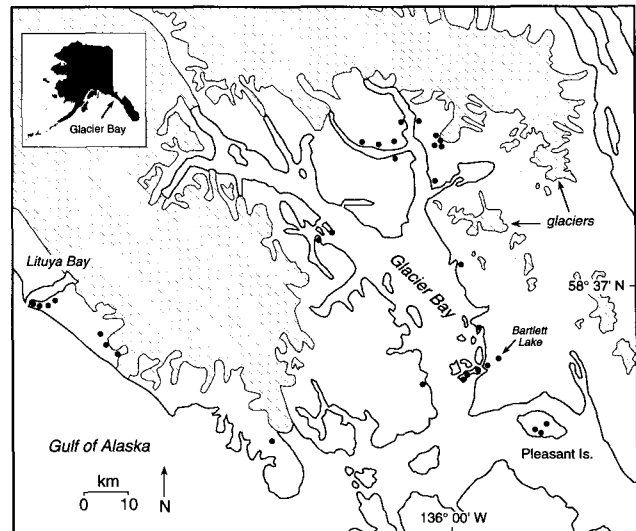 Glacier Bay
glaciers
Lituya Bay
Glacier Bay
58° 37' N
Bartlett
Lake
Gulf of Alaska
Pleasant Is.
km
0 10
N
136° 00' W